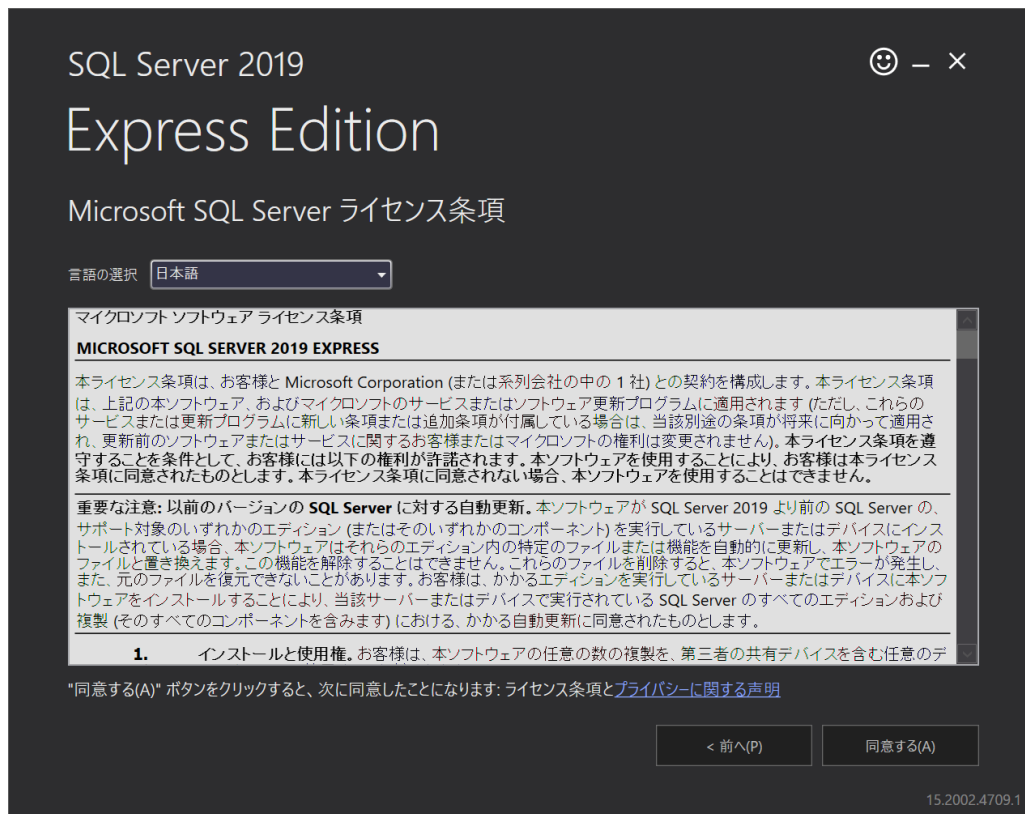 SQL Server 2019
Express Edition
Microsoft SQL Server ライセンス条項
言語の選択 日本語
マイクロソフト ソフトウェア ライセンス条項
MICROSOFT SQL SERVER 2019 EXPRESS
本ライセンス条項は、お客様と Microsoft Corporation (または系列会社の中の 1 社) との契約を構成します。本ライセンス条項
は、上記の本ソフトウェア、およびマイクロソフトのサービスまたはソフトウェア更新プログラムに適用されます (ただし、これらの
サービスまたは更新プログラムに新しい条項または追加条項が付属している場合は、当該別途の条項が将来に向かって適用さ
れ、更新前のソフトウェアまたはサービスに関するお客様またはマイクロソフトの権利は変更されません)。本ライセンス条項を遵
守することを条件として、お客様には以下の権利が許諾されます。本ソフトウェアを使用することにより、お客様は本ライセンス
条項に同意されたものとします。本ライセンス条項に同意されない場合、本ソフトウェアを使用することはできません。
重要な注意: 以前のバージョンの SQL Server に対する自動更新。本ソフトウェアが SQL Server 2019 より前の SQL Server の、
サポート対象のいずれかのエディション (またはそのいずれかのコンポーネント) を実行しているサーバーまたはデバイスにインス
トールされている場合、本ソフトウェアはそれらのエディション内の特定のファイルまたは機能を自動的に更新し、本ソフトウェアの
ファイルと置き換えます。この機能を解除することはできません。これらのファイルを削除すると、本ソフトウェアでエラーが発生し、
また、元のファイルを復元できないことがあります。お客様は、かかるエディションを実行しているサーバーまたはデバイスに本ソフ
トウェアをインストールすることにより、当該サーバーまたはデバイスで実行されている SQL Server のすべてのエディションおよび
複製 (そのすべてのコンポーネントを含みます) における、かかる自動更新に同意されたものとします。
1. インストールと使用権。お客様は、本ソフトウェアの任意の数の複製を、第三者の共有デバイスを含む任意のデ
"同意する(A)" ボタンをクリックすると、次に同意したことになります: ライセンス条項とプライバシーに関する声明
< 前へ(P)
同意する(A)
15.2002.4709.1